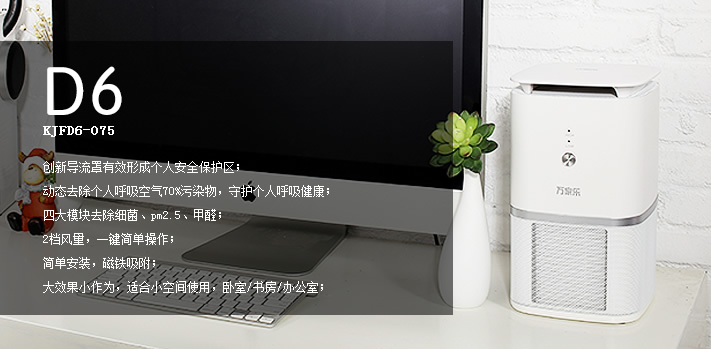 D6
KJFD6-075
创新导流罩有效形成个人安全保护区;
动态去除个人呼吸空气70%污染物，守护个人呼吸健康;
四大模块去除细菌、pm2.5、甲醛;
2档风量，一键简单操作;
简单安装，磁铁吸附;
大效果小作为，适合小空间使用，卧室/书房/办公室;
万家乐